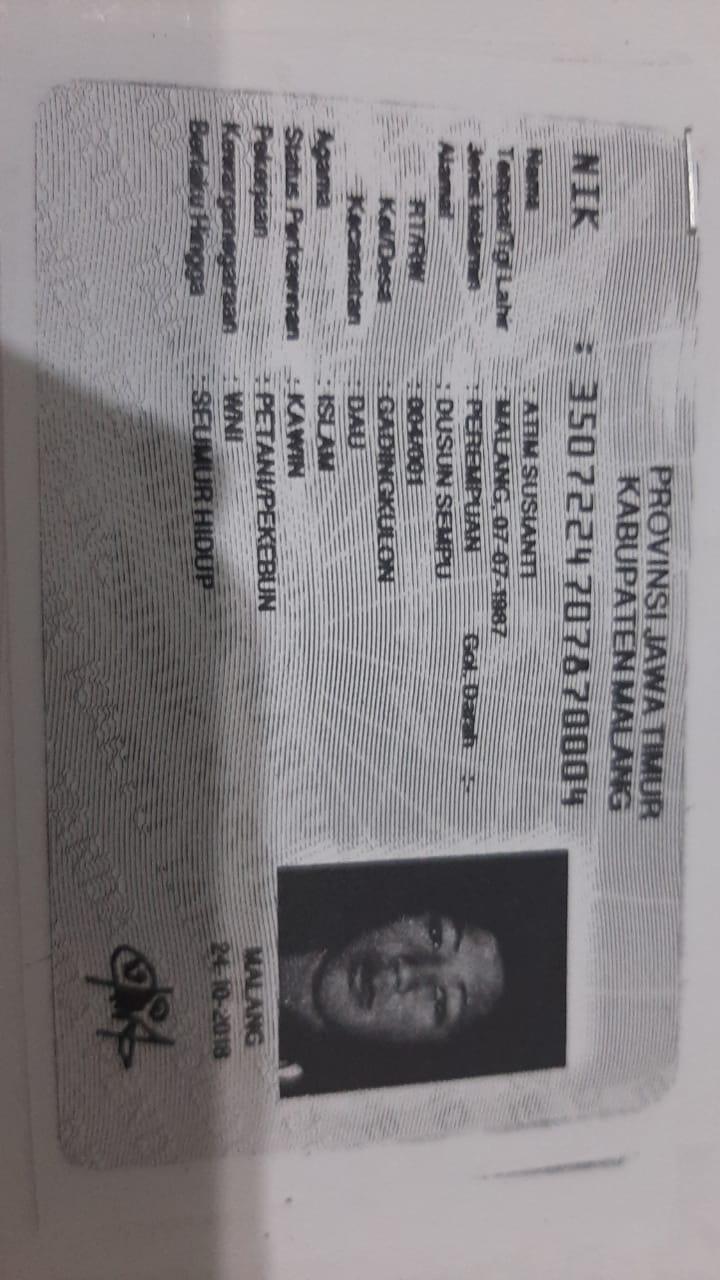 PROVINSI JAWA TIMUR
KABUPATEN MALANG
NIK : 3507224707870004
Nama : ATIM SUSIANTI
Tempat/Tgl Lahir : MALANG, 07-07-1987
Jenis kelamin : PEREMPUAN Gol. Darah : -
Alamat : DUSUN SEMPU
RT/RW : 004/001
Kel/Desa : GADINGKULON
Kecamatan : DAU
Agama : ISLAM
Status Perkawinan : KAWIN
Pekerjaan : PETANI/PEKEBUN
Kewarganegaraan : WNI
Berlaku Hingga : SEUMUR HIDUP
MALANG
24-10-2018